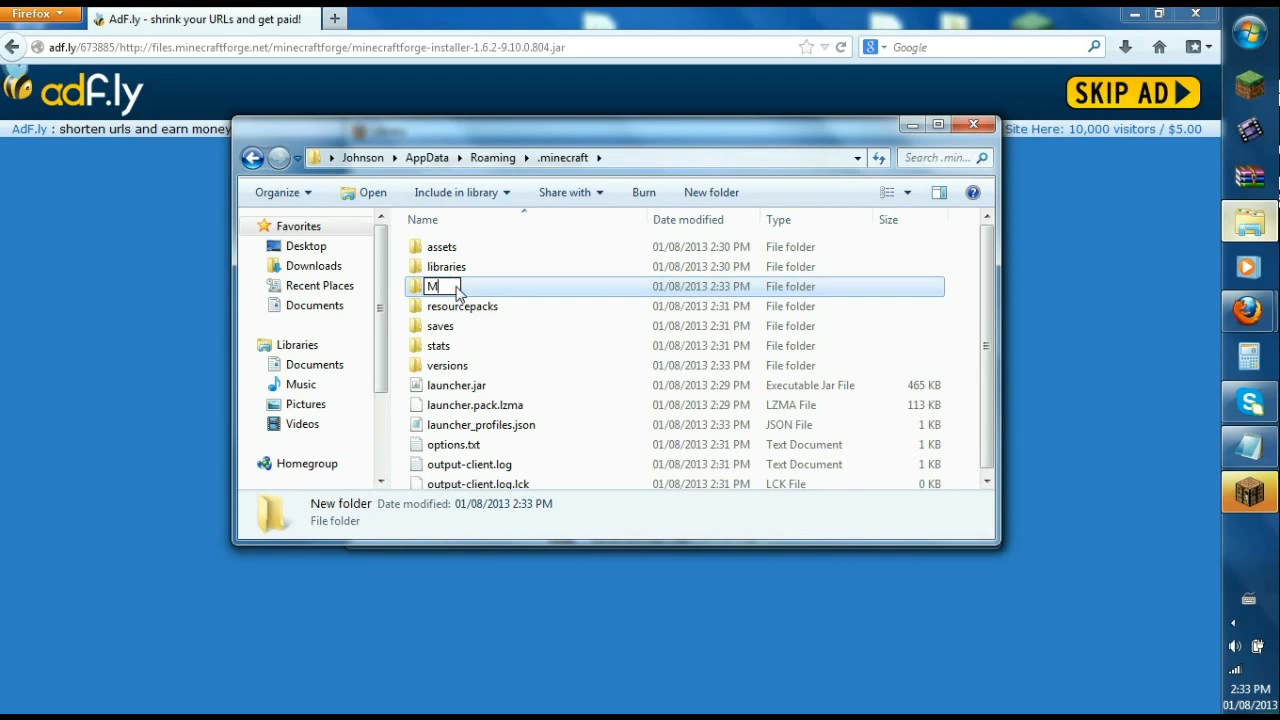 Firefox
AdF.ly - shrink your URLs and get paid!
adf.ly/673885/http://files.minecraftforge.net/minecraftforge/minecraftforge-installer-1.6.2-9.10.0.804.jar
Google
adf.ly
SKIP AD
AdF.ly : shorten urls and earn money
Site Here: 10,000 visitors / $5.00
Johnson
AppData
Roaming
.minecraft
Search .min...
Organize
Open
Include in library
Share with
Burn
New folder
Name
Date modified
Type
Size
Favorites
Desktop
Downloads
Recent Places
Documents
Libraries
Documents
Music
Pictures
Videos
Homegroup
assets 01/08/2013 2:30 PM File folder
libraries 01/08/2013 2:30 PM File folder
M 01/08/2013 2:33 PM File folder
resourcepacks 01/08/2013 2:31 PM File folder
saves 01/08/2013 2:31 PM File folder
stats 01/08/2013 2:31 PM File folder
versions 01/08/2013 2:33 PM File folder
launcher.jar 01/08/2013 2:29 PM Executable Jar File 465 KB
launcher.pack.lzma 01/08/2013 2:29 PM LZMA File 113 KB
launcher_profiles.json 01/08/2013 2:33 PM JSON File 1 KB
options.txt 01/08/2013 2:31 PM Text Document 1 KB
output-client.log 01/08/2013 2:31 PM Text Document 1 KB
output-client.log.lck 01/08/2013 2:31 PM LCK File 0 KB
New folder Date modified: 01/08/2013 2:33 PM
File folder
2:33 PM
01/08/2013